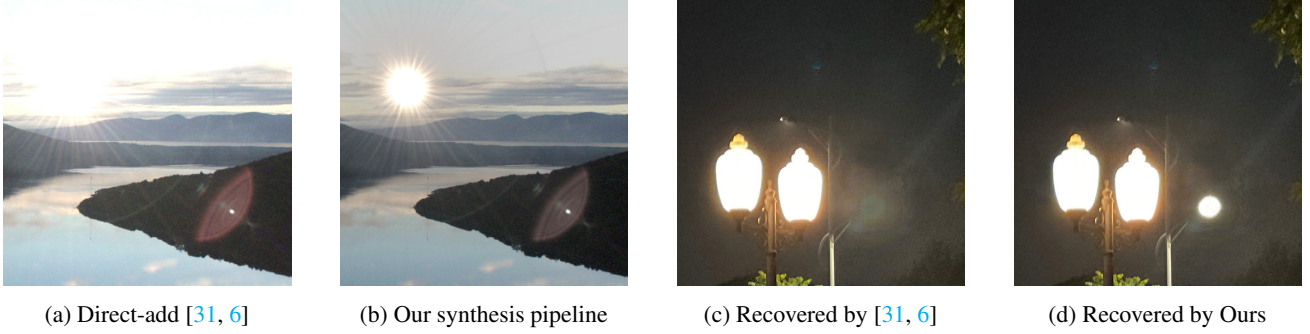 (a) Direct-add [31, 6]
(b) Our synthesis pipeline
(c) Recovered by [31, 6]
(d) Recovered by Ours